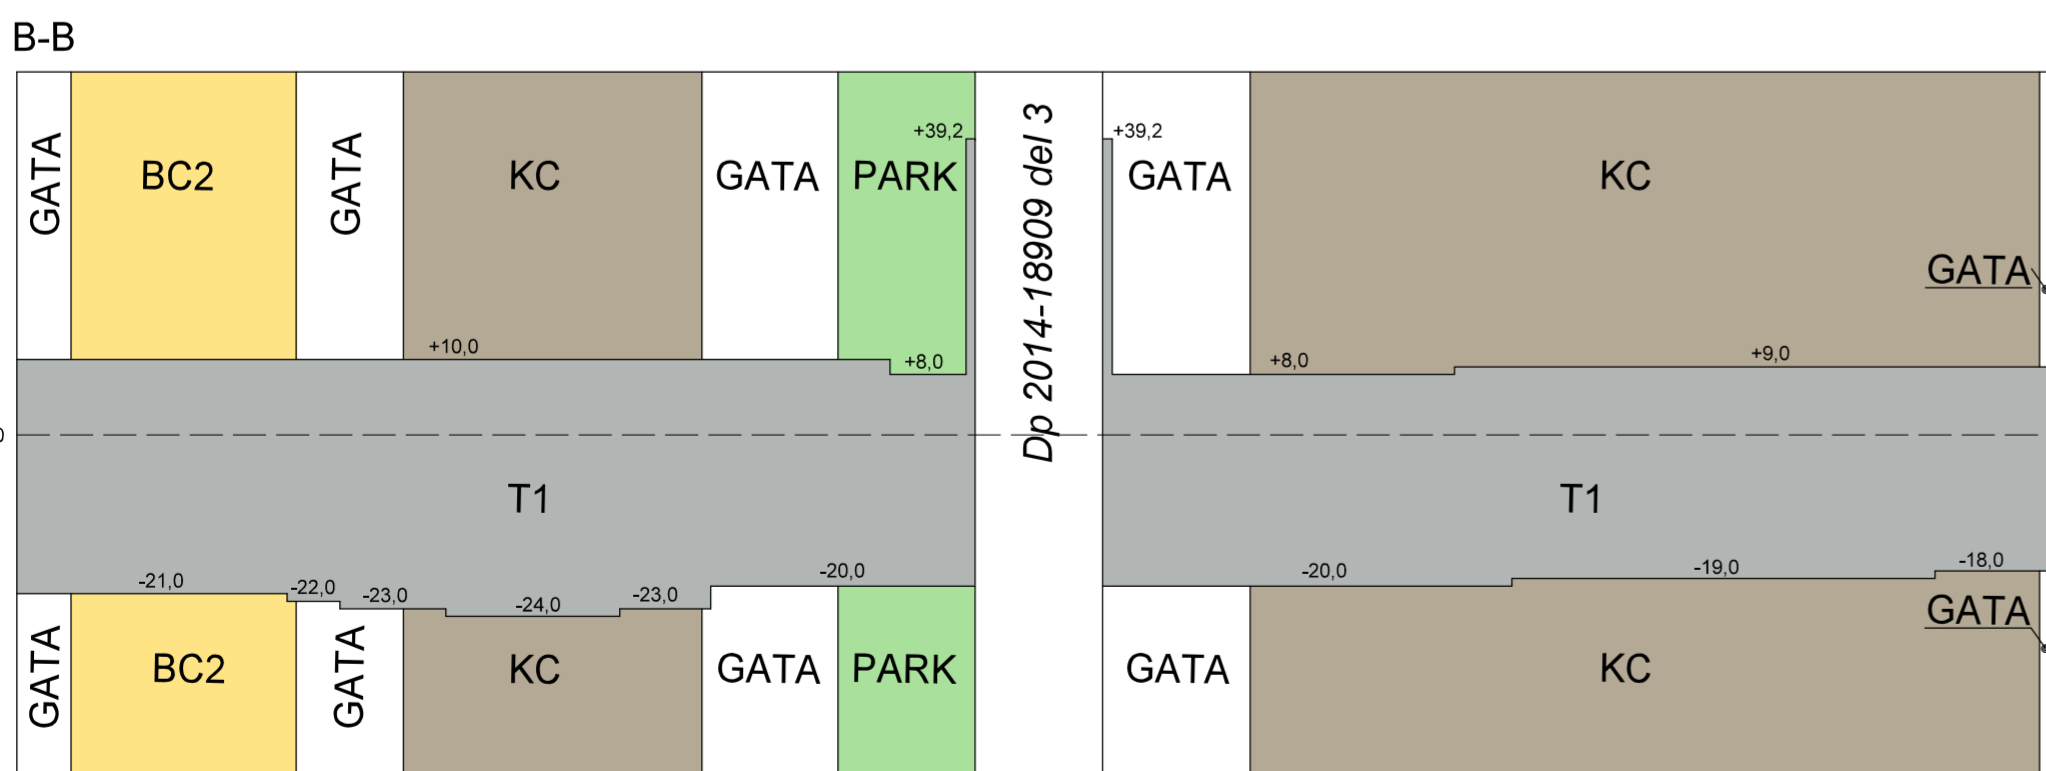 B-B
GATA
BC2
GATA
KC
GATA
PARK
+39,2
Dp 2014-18909 del 3
+39,2
GATA
KC
GATA
+10,0
+8,0
+8,0
+9,0
0
T1
T1
-21,0
-22,0
-23,0
-24,0
-23,0
-20,0
-20,0
-19,0
-18,0
GATA
BC2
GATA
KC
GATA
PARK
GATA
KC
GATA